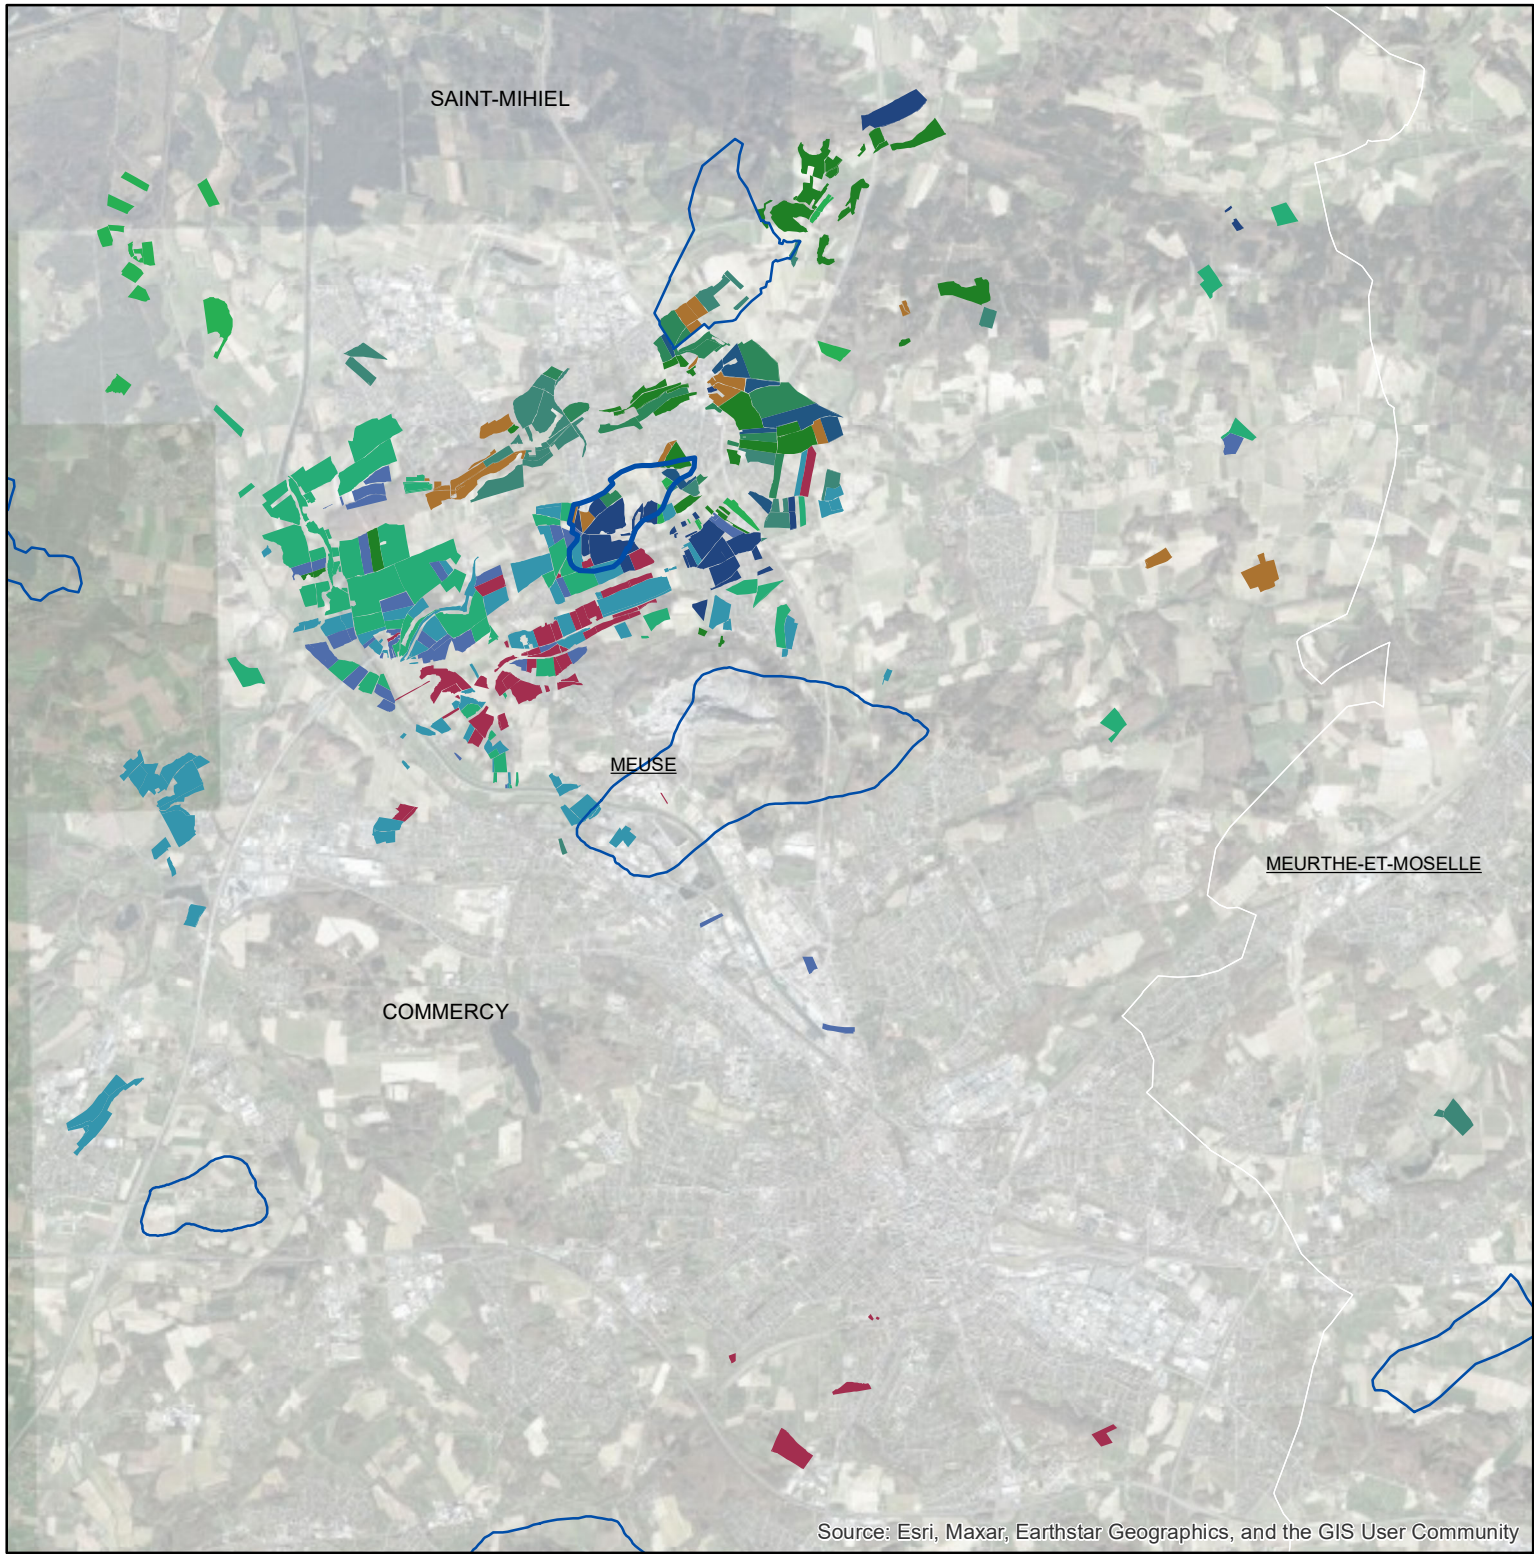 SAINT-MIHIEL
MEUSE
MEURTHE-ET-MOSELLE
COMMERCY
Source: Esri, Maxar, Earthstar Geographics, and the GIS User Community